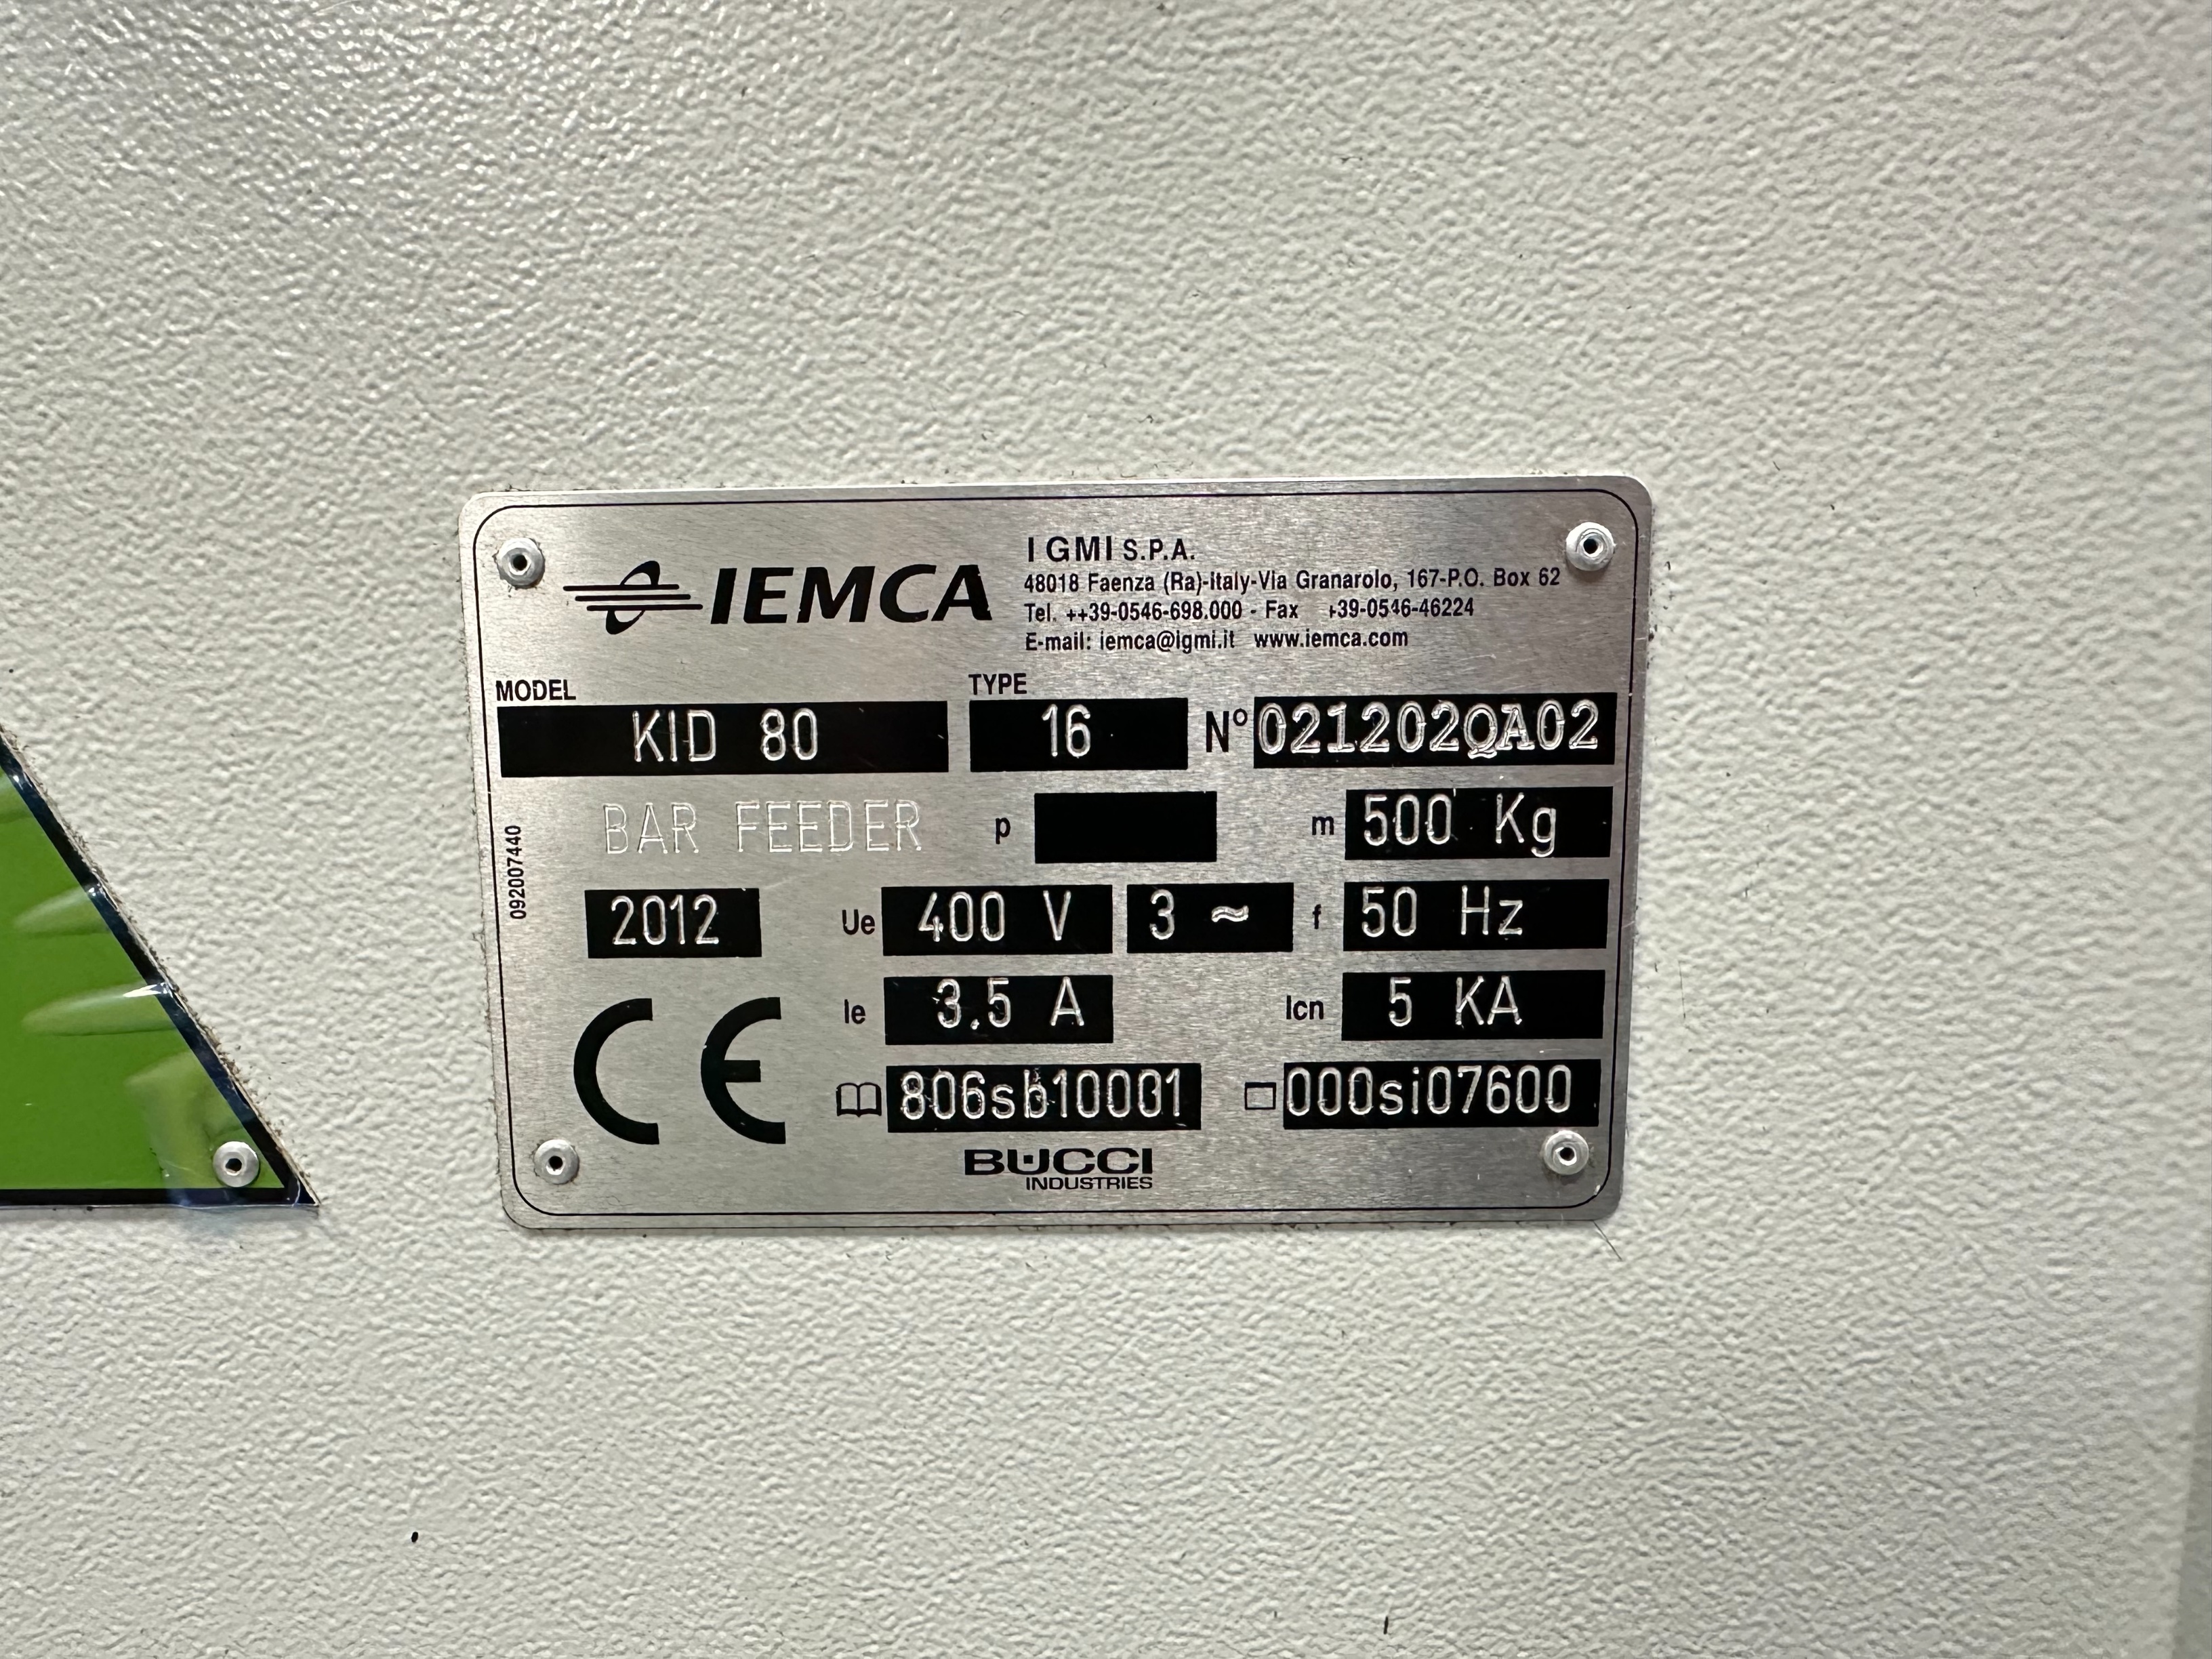 IEMCA
I GMI S.P.A.
48018 Faenza (Ra)-Italy-Via Granarolo, 167-P.O. Box 62
Tel. ++39-0546-698.000 - Fax +39-0546-46224
E-mail: iemca@igmi.it www.iemca.com
MODEL TYPE
KID 80 16 N° 021202QA02
BAR FEEDER p m 500 Kg
092007440
2012 Ue 400 V 3 ≈ f 50 Hz
CE Ie 3.5 A Icn 5 KA
806sb10001 000si07600
BUCCI
INDUSTRIES